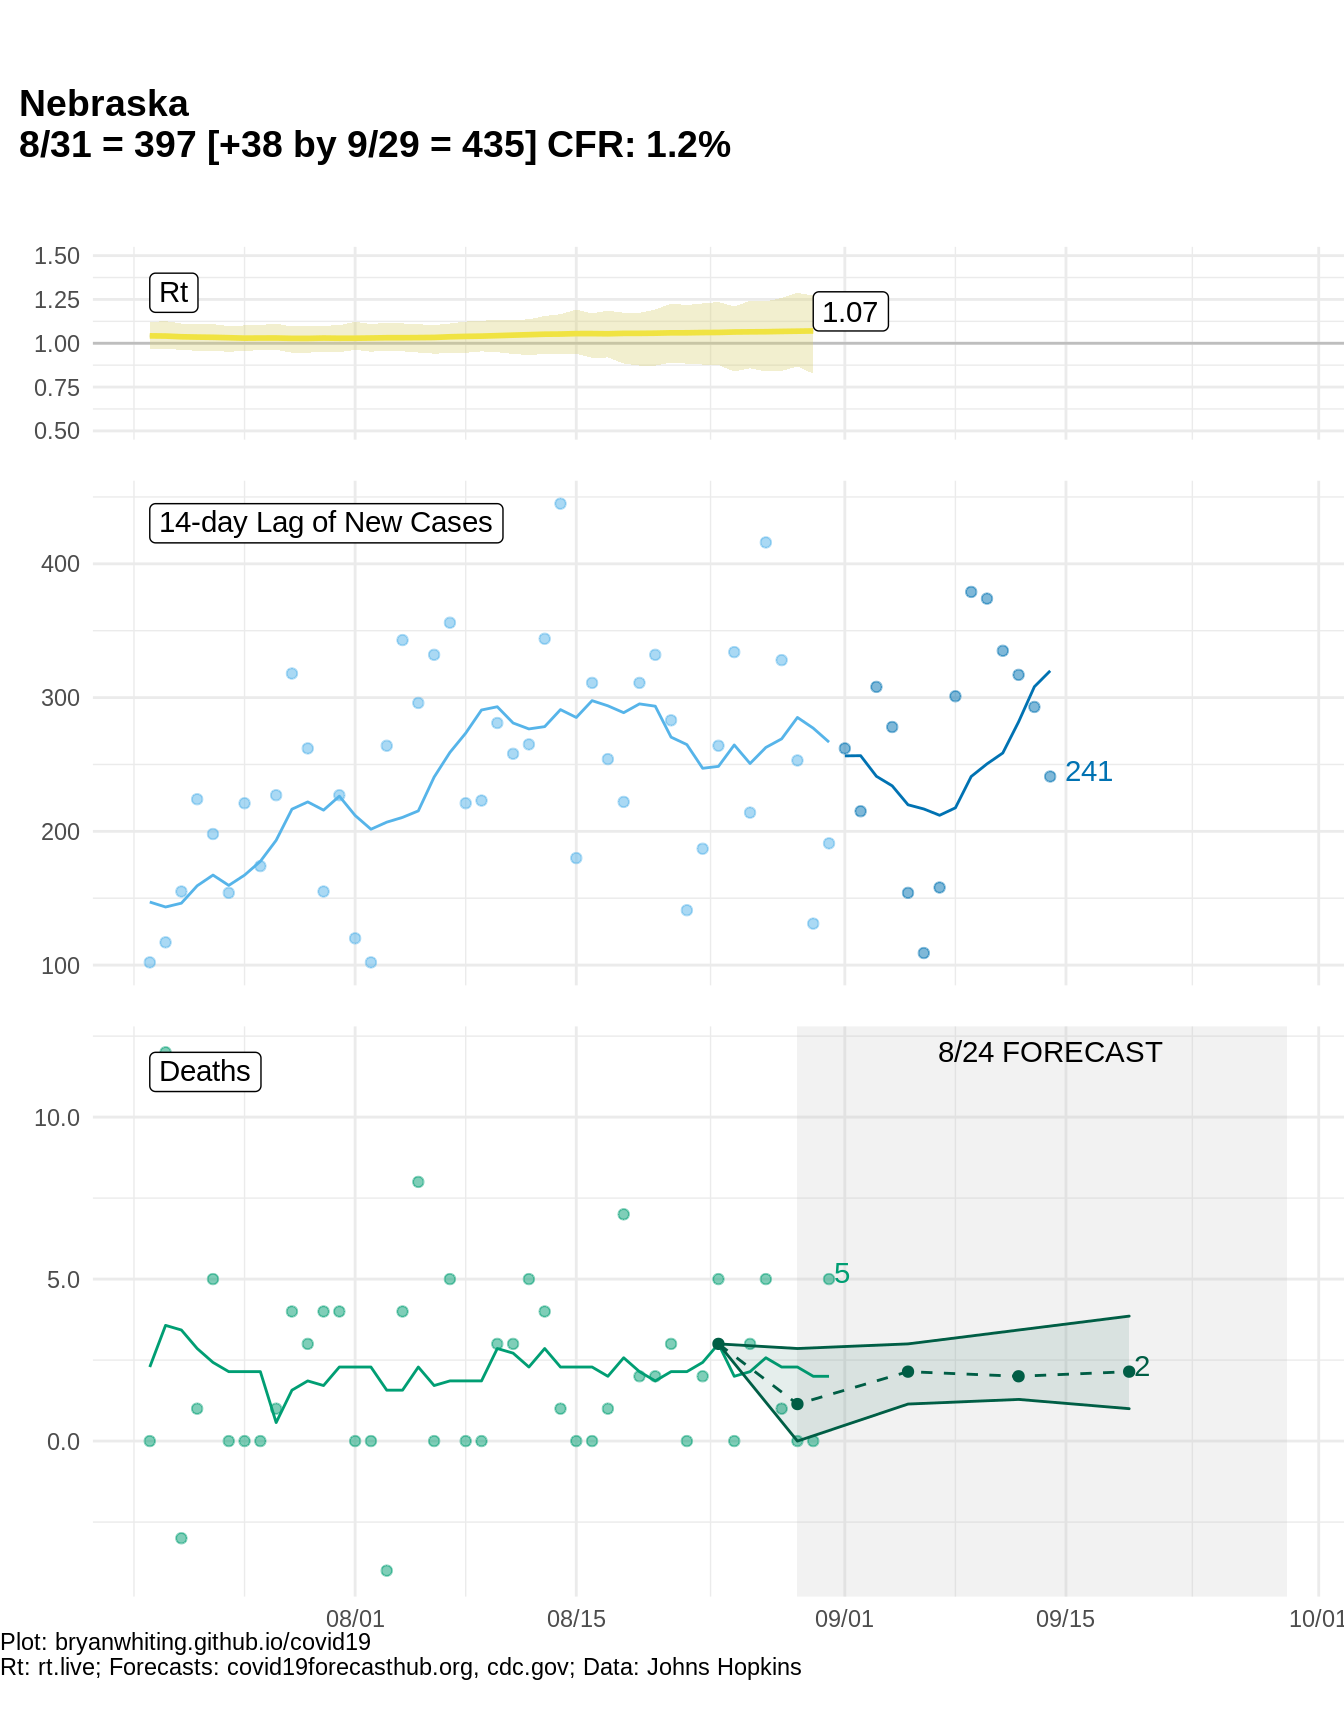 Nebraska
8/31 = 397 [+38 by 9/29 = 435] CFR: 1.2%
1.50
1.25
1.00
0.75
0.50
Rt
1.07
14-day Lag of New Cases
400
300
200
100
241
Deaths
8/24 FORECAST
10.0
5.0
0.0
5
2
08/01
08/15
09/01
09/15
10/01
Plot: bryanwhiting.github.io/covid19
Rt: rt.live; Forecasts: covid19forecasthub.org, cdc.gov; Data: Johns Hopkins